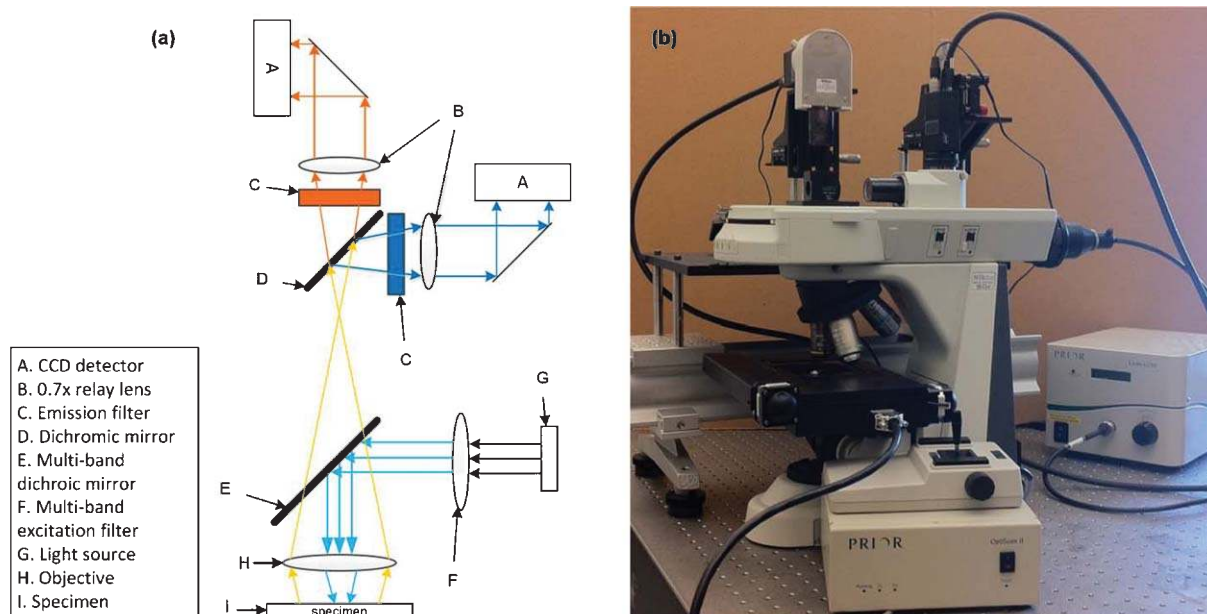 (a)
A
B
C
A
D
C
G
E
F
H
I
specimen
A. CCD detector
B. 0.7x relay lens
C. Emission filter
D. Dichromic mirror
E. Multi-band
dichroic mirror
F. Multi-band
excitation filter
G. Light source
H. Objective
I. Specimen
(b)
PRIOR
PRIOR
OptiScan II